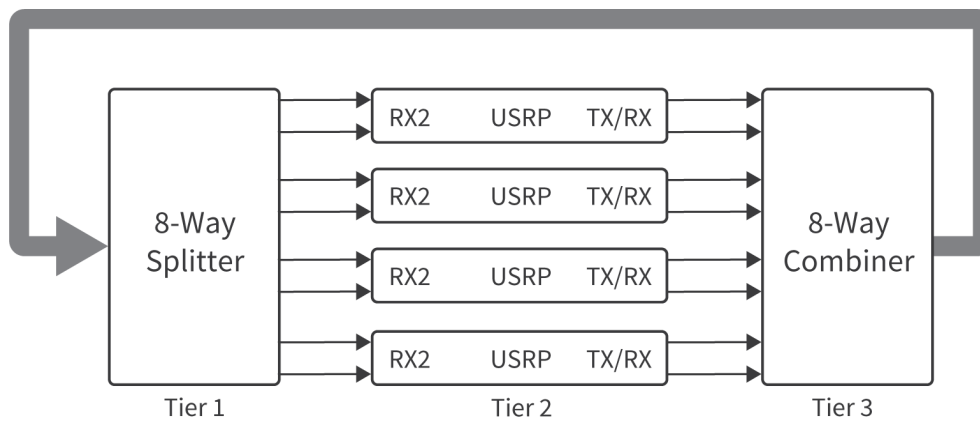 8-Way
Splitter
RX2 USRP TX/RX
RX2 USRP TX/RX
RX2 USRP TX/RX
RX2 USRP TX/RX
8-Way
Combiner
Tier 1 Tier 2 Tier 3